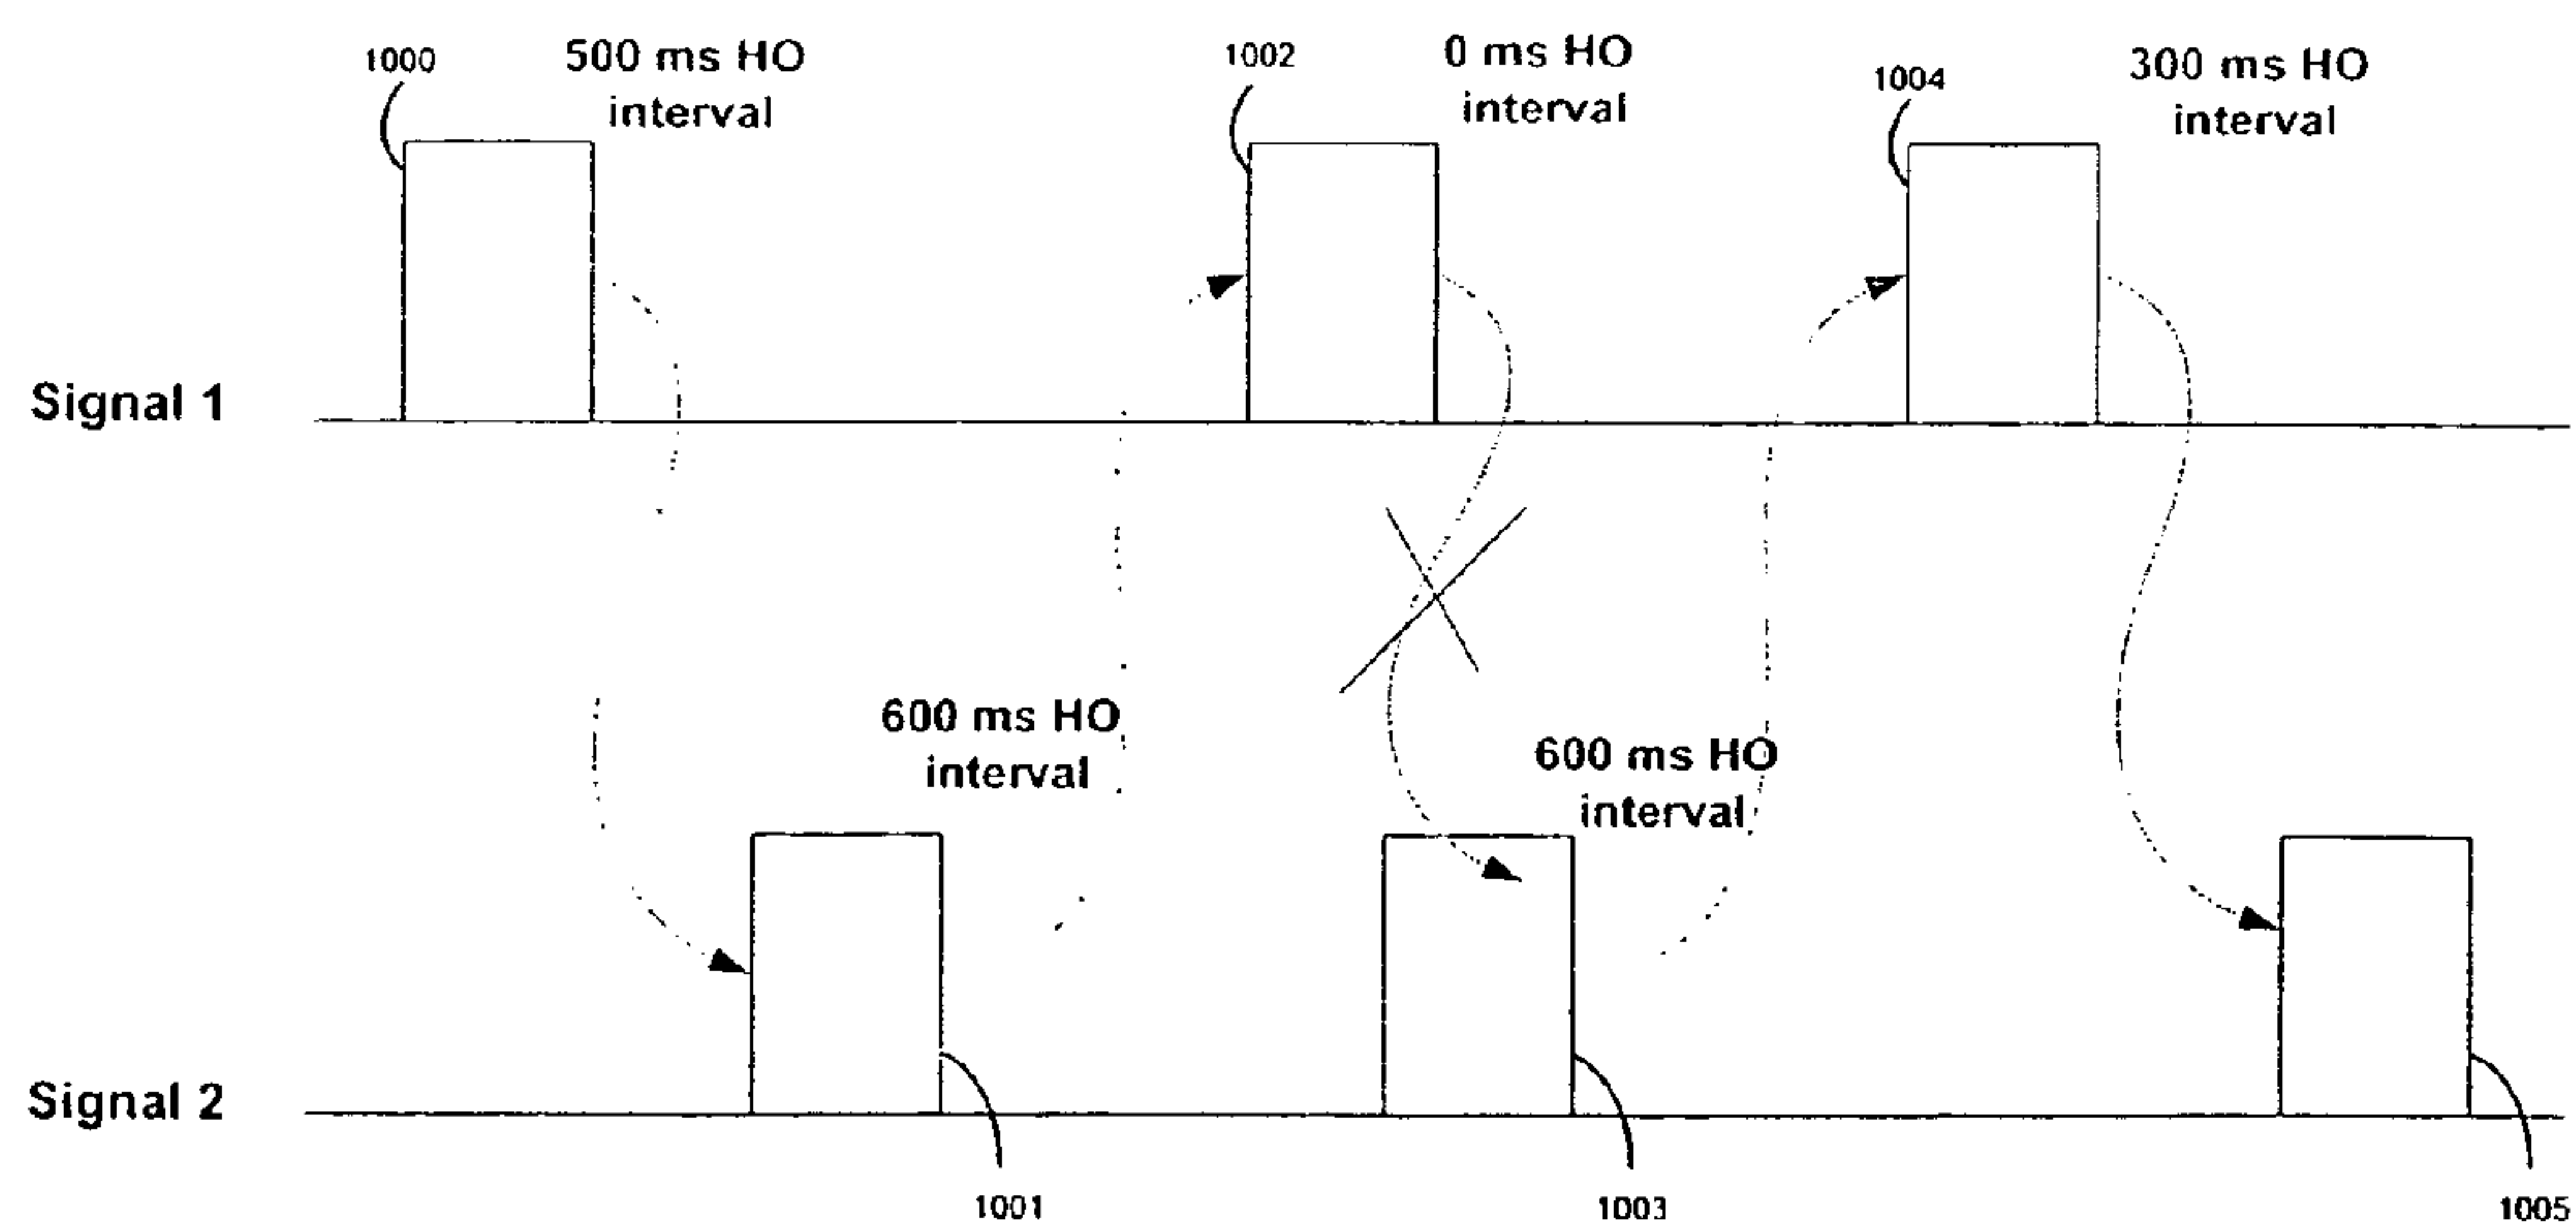 1000
500 ms HO
interval
1002
0 ms HO
interval
1004
300 ms HO
interval
Signal 1
600 ms HO
interval
600 ms HO
interval
Signal 2
1001
1003
1005